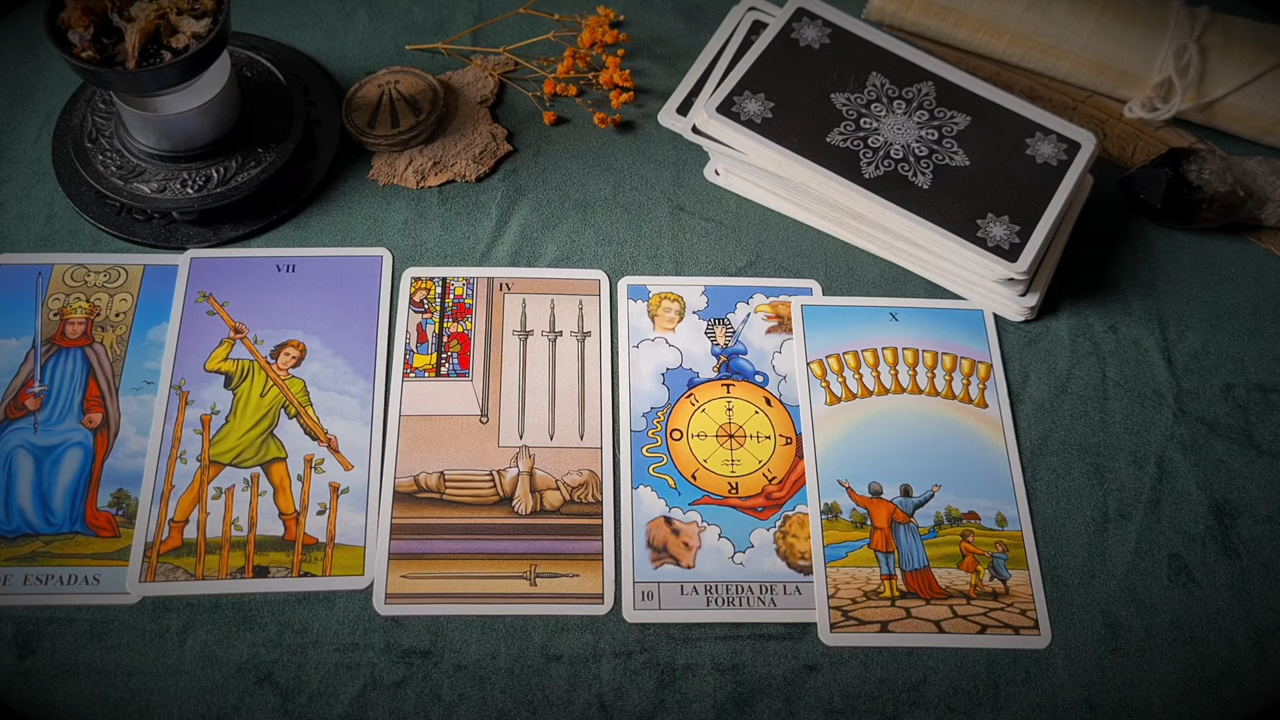 DE ESPADAS
VII
IV
T
A
R
O
10
LA RUEDA DE LA
FORTUNA
X